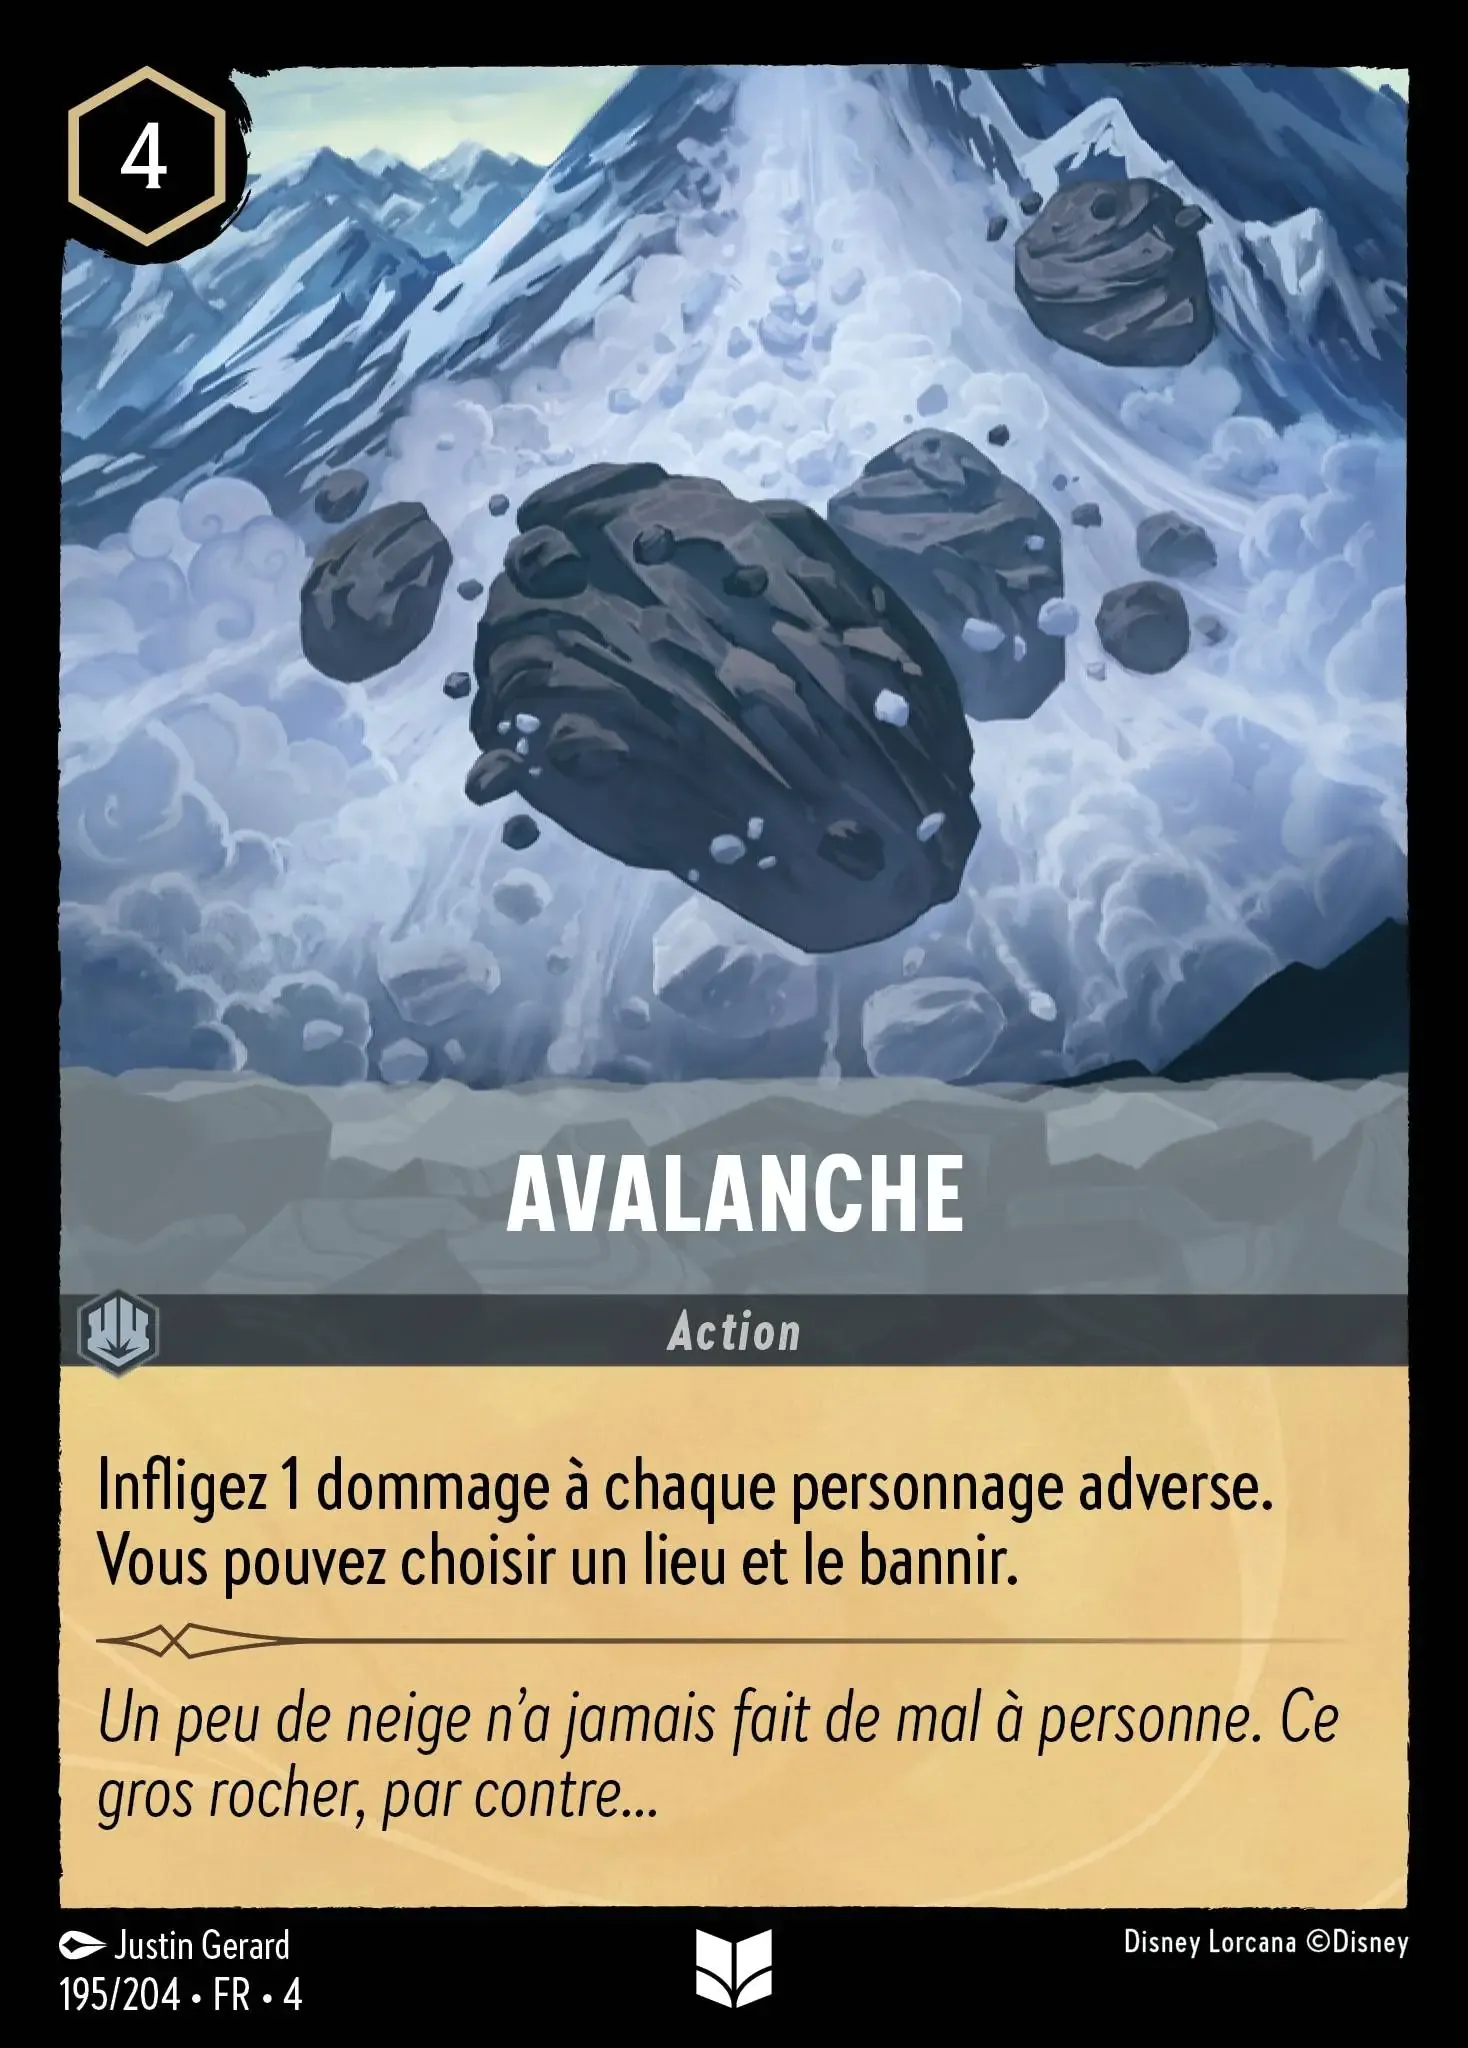 4
AVALANCHE
Action
Infligez 1 dommage à chaque personnage adverse.
Vous pouvez choisir un lieu et le bannir.
Un peu de neige n’a jamais fait de mal à personne. Ce
gros rocher, par contre...
Justin Gerard
Disney Lorcana ©Disney
195/204 • FR • 4